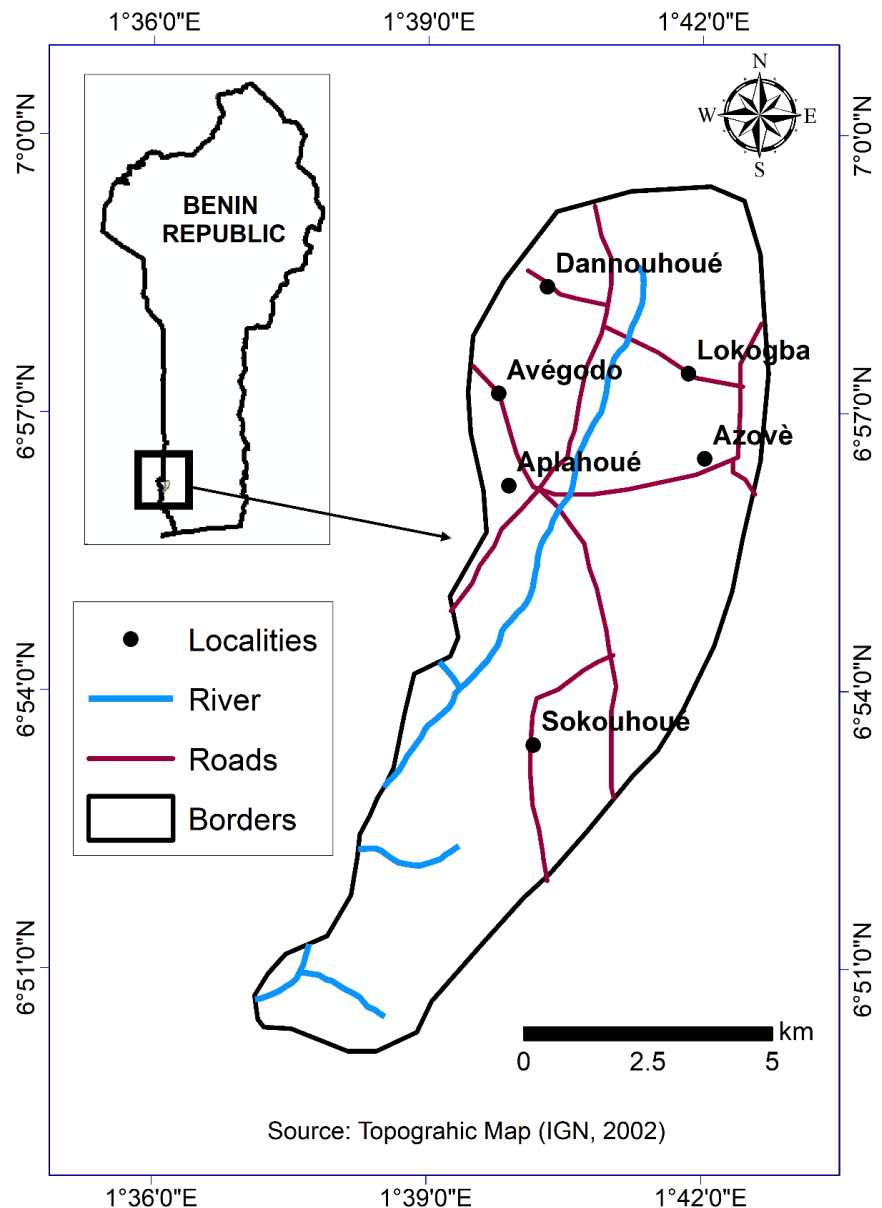 1°36'0"E
1°39'0"E
1°42'0"E
7°0'0"N
7°0'0"N
N
W
E
S
BENIN
REPUBLIC
Dannouhoué
Lokogba
Avégodo
6°57'0"N
6°57'0"N
Azovè
Aplahoué
Localities
River
Roads
Borders
6°54'0"N
6°54'0"N
Sokouhoué
6°51'0"N
6°51'0"N
km
0
2.5
5
Source: Topograhic Map (IGN, 2002)
1°36'0"E
1°39'0"E
1°42'0"E